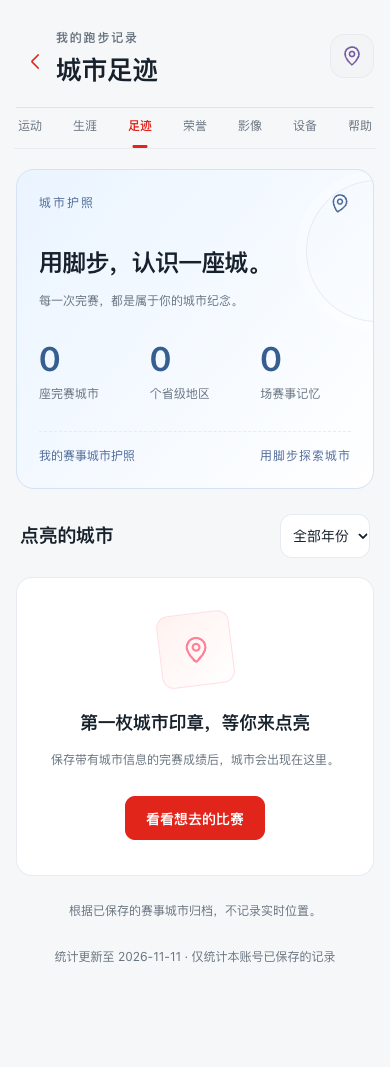 我的跑步记录
城市足迹
运动 生涯 足迹 荣誉 影像 设备 帮助
城市护照
用脚步，认识一座城。
每一次完赛，都是属于你的城市纪念。
0 0 0
座完赛城市 个省级地区 场赛事记忆
我的赛事城市护照 用脚步探索城市
点亮的城市 全部年份
第一枚城市印章，等你来点亮
保存带有城市信息的完赛成绩后，城市会出现在这里。
看看想去的比赛
根据已保存的赛事城市归档，不记录实时位置。
统计更新至 2026-11-11 · 仅统计本账号已保存的记录